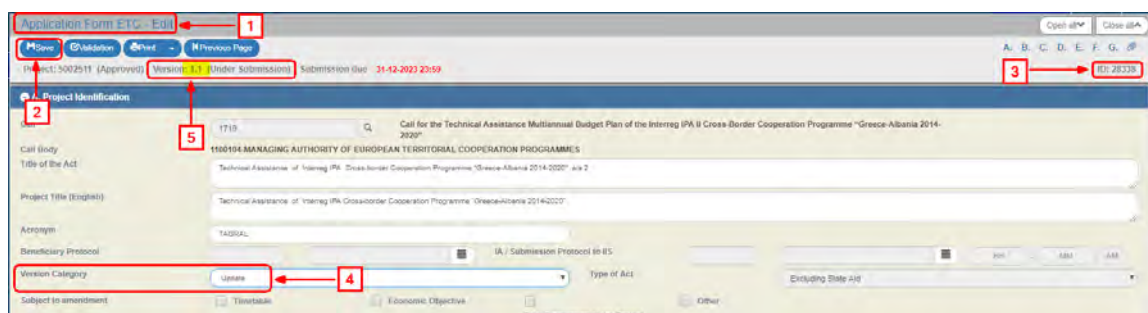 Application Form ETC - Edit
1
Open all
Close all
Save Validation Print Previous Page
A. B. C. D. E. F. G.
Project: 5002511 (Approved) Version: 1.1 (Under Submission) Submission due 31-12-2023 23:59
3
ID: 28338
2
5
A. Project Identification
Call 1719 Call for the Technical Assistance Multiannual Budget Plan of the Interreg IPA II Cross-Border Cooperation Programme "Greece-Albania 2014-
2020"
Call Body 1100104-MANAGING AUTHORITY OF EUROPEAN TERRITORIAL COOPERATION PROGRAMMES
Title of the Act Technical Assistance of Interreg IPA Cross-border Cooperation Programme "Greece-Albania 2014-2020" a/a 2
Project Title (English) Technical Assistance of Interreg IPA Cross-border Cooperation Programme "Greece-Albania 2014-2020"
Acronym
Beneficiary Protocol IA / Submission Protocol to BS
Version Category Update 4 Type of Act Excluding State Aid
Subject to amendment Timetable Economic Objective Other